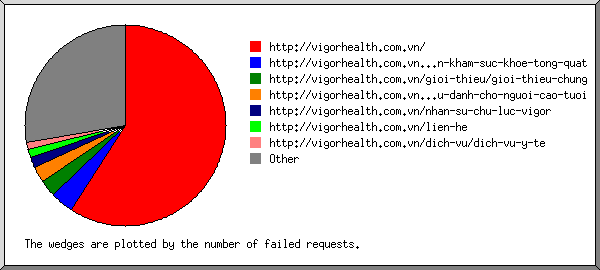 http://vigorhealth.com.vn/
http://vigorhealth.com.vn...n-kham-suc-khoe-tong-quat
http://vigorhealth.com.vn/gioi-thieu/gioi-thieu-chung
http://vigorhealth.com.vn...u-danh-cho-nguoi-cao-tuoi
http://vigorhealth.com.vn/nhan-su-chu-luc-vigor
http://vigorhealth.com.vn/lien-he
http://vigorhealth.com.vn/dich-vu/dich-vu-y-te
Other
The wedges are plotted by the number of failed requests.